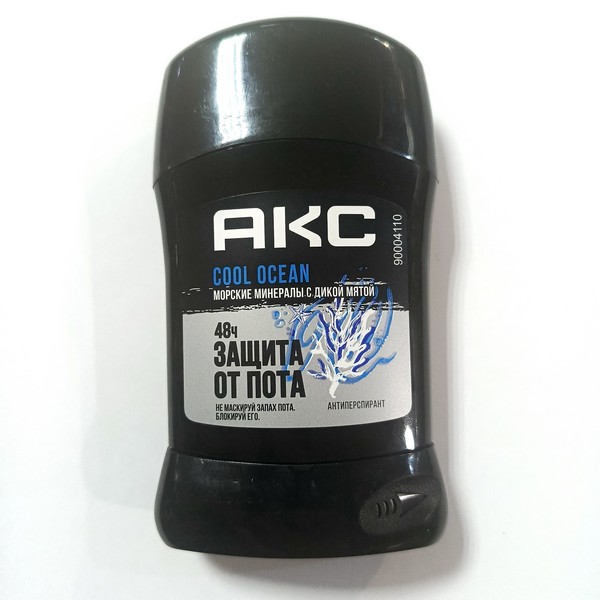 АКС
90004110
COOL OCEAN
МОРСКИЕ МИНЕРАЛЫ С ДИКОЙ МЯТОЙ
48ч
ЗАЩИТА
ОТ ПОТА
НЕ МАСКИРУЙ ЗАПАХ ПОТА.
БЛОКИРУЙ ЕГО.
АНТИПЕРСПИРАНТ